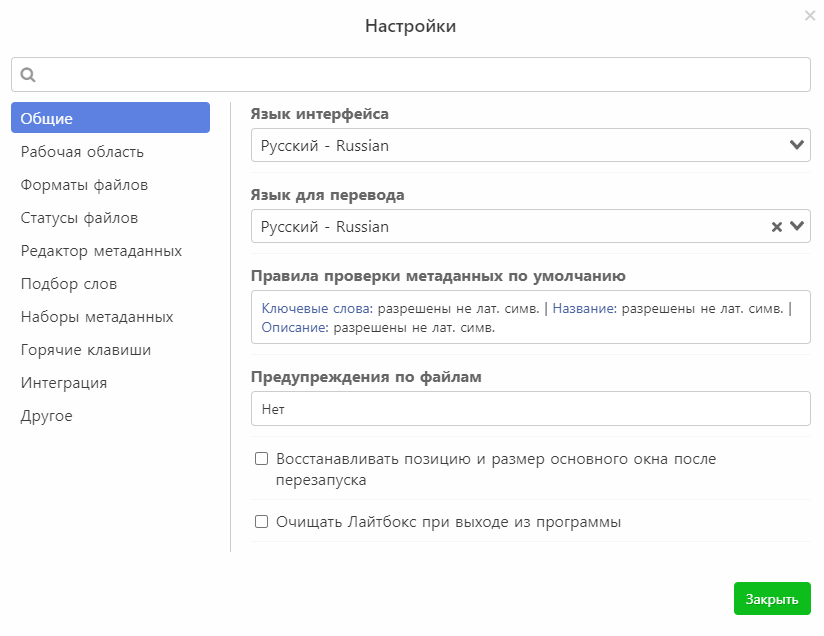 Настройки
Общие
Рабочая область
Форматы файлов
Статусы файлов
Редактор метаданных
Подбор слов
Наборы метаданных
Горячие клавиши
Интеграция
Другое
Язык интерфейса
Русский - Russian
Язык для перевода
Русский - Russian
Правила проверки метаданных по умолчанию
Ключевые слова: разрешены не лат. симв. | Название: разрешены не лат. симв. |
Описание: разрешены не лат. симв.
Предупреждения по файлам
Нет
Восстанавливать позицию и размер основного окна после
перезапуска
Очищать Лайтбокс при выходе из программы
Закрыть